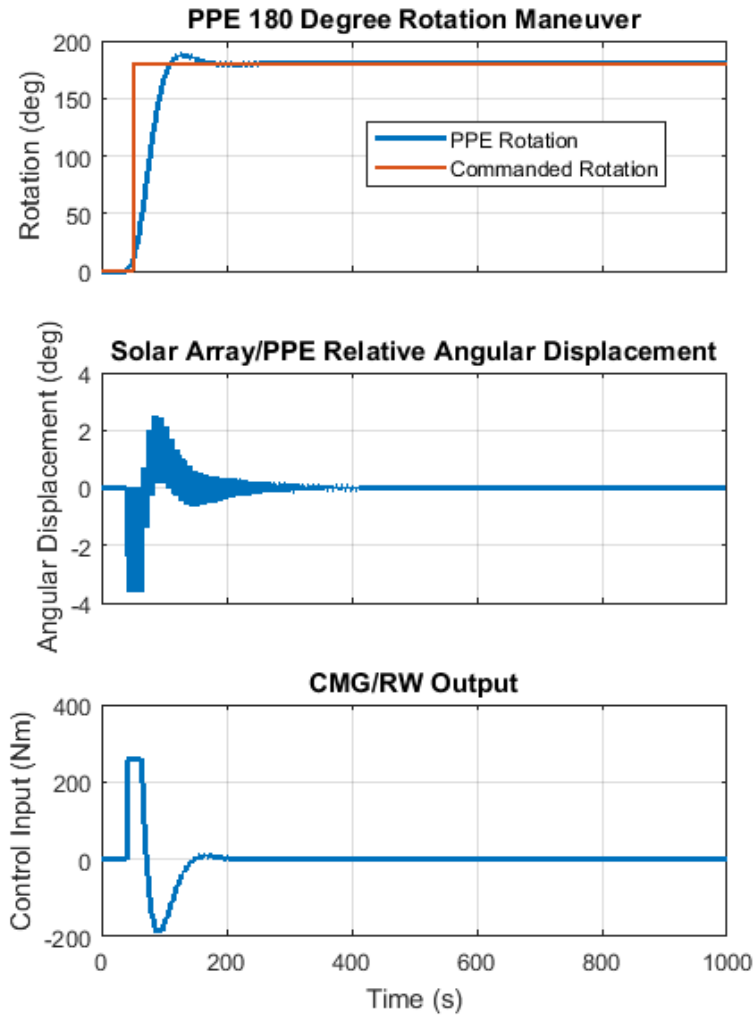 PPE 180 Degree Rotation Maneuver
Rotation (deg)
200
150
100
50
0
PPE Rotation
Commanded Rotation
Solar Array/PPE Relative Angular Displacement
Angular Displacement (deg)
4
2
0
-2
-4
CMG/RW Output
Control Input (Nm)
400
200
0
-200
0 200 400 600 800 1000
Time (s)